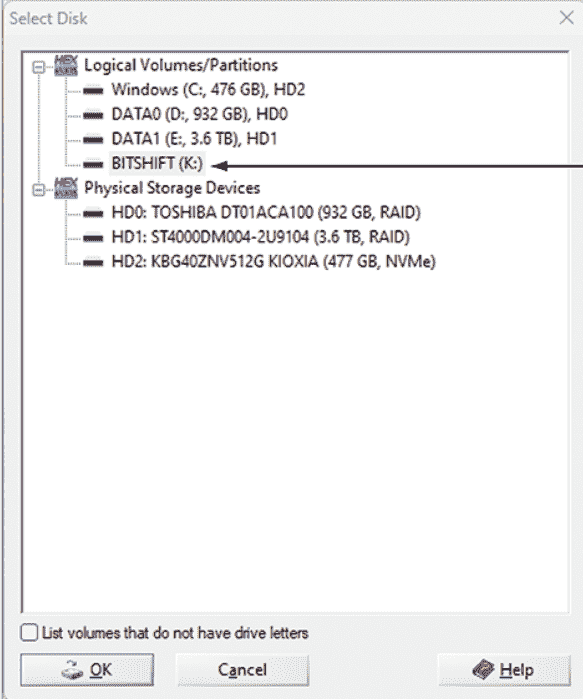 Select Disk
Logical Volumes/Partitions
Windows (C:, 476 GB), HD2
DATA0 (D:, 932 GB), HD0
DATA1 (E:, 3.6 TB), HD1
BITSHIFT (K:)
Physical Storage Devices
HD0: TOSHIBA DT01ACA100 (932 GB, RAID)
HD1: ST4000DM004-2U9104 (3.6 TB, RAID)
HD2: KBG40ZNV512G KIOXIA (477 GB, NVMe)
List volumes that do not have drive letters
OK Cancel Help